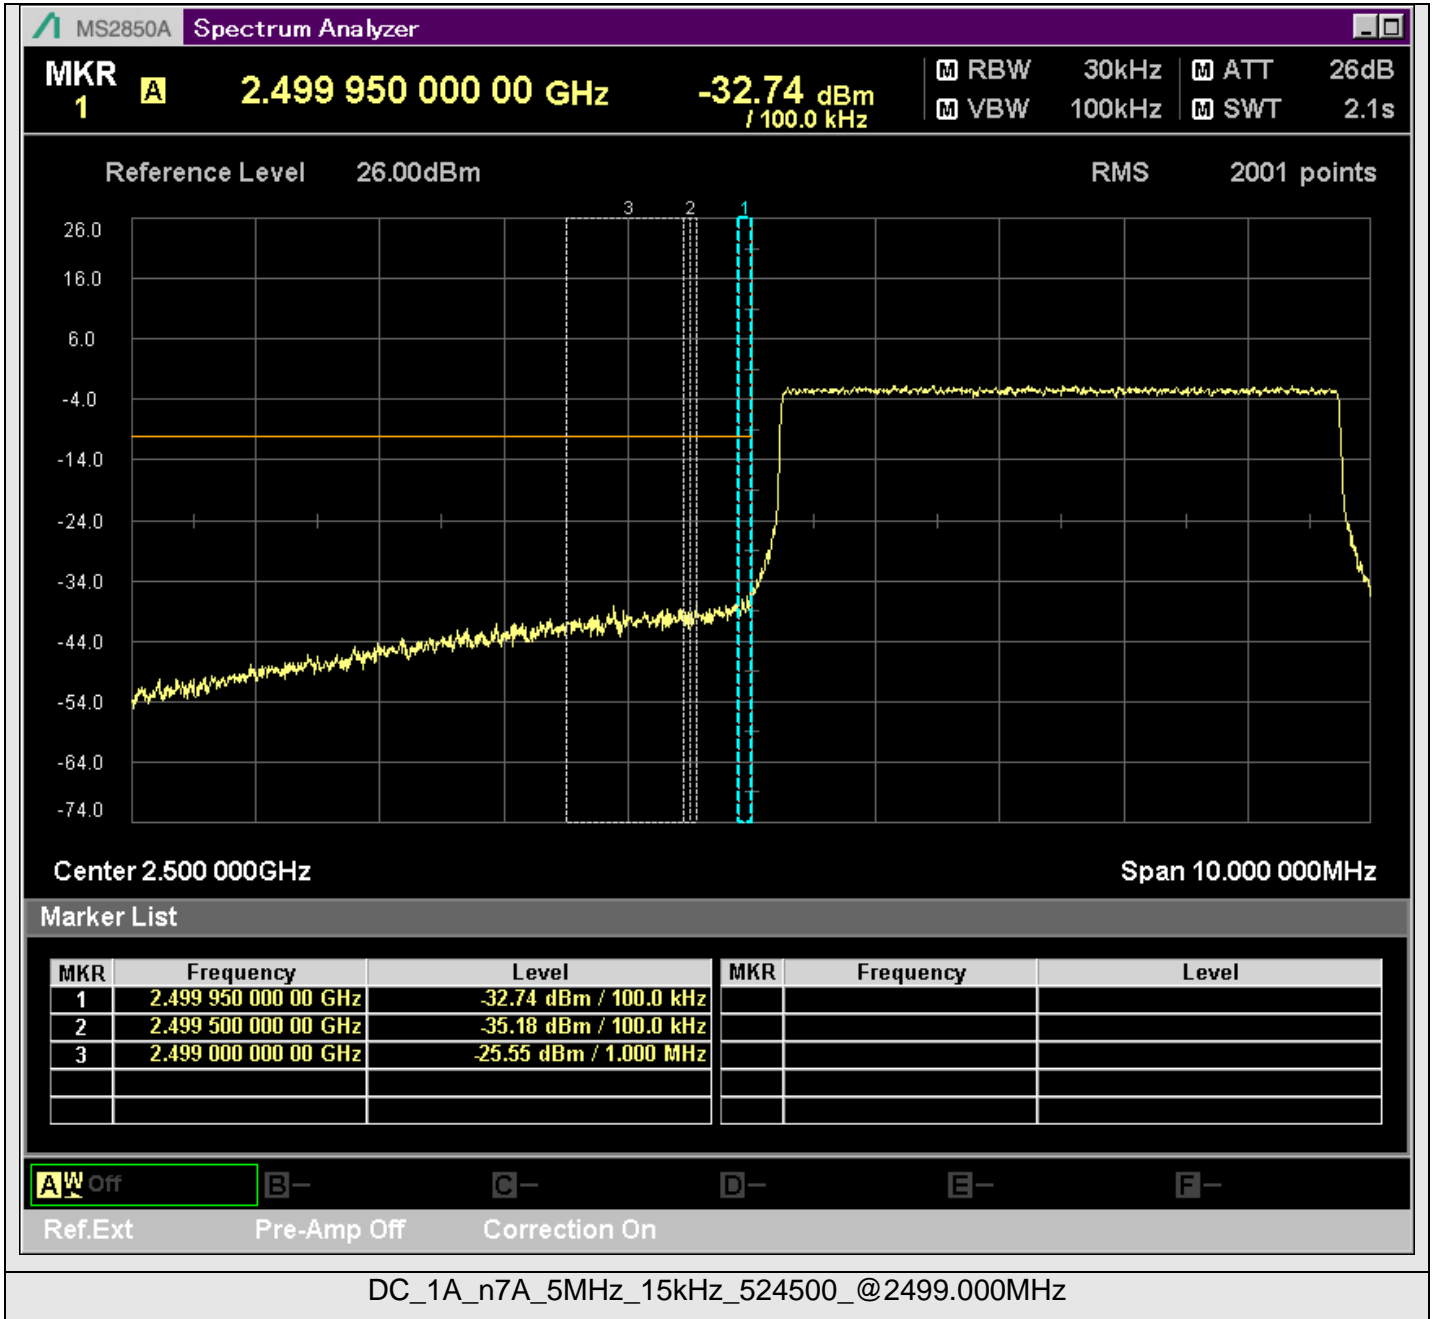 MS2850A Spectrum Analyzer
MKR 1 A 2.499 950 000 00 GHz -32.74 dBm / 100.0 kHz
M RBW 30kHz M ATT 26dB
M VBW 100kHz M SWT 2.1s
Reference Level 26.00dBm RMS 2001 points
3 2 1
26.0
16.0
6.0
-4.0
-14.0
-24.0
-34.0
-44.0
-54.0
-64.0
-74.0
Center 2.500 000GHz Span 10.000 000MHz
Marker List
MKR Frequency Level MKR Frequency Level
1 2.499 950 000 00 GHz -32.74 dBm / 100.0 kHz
2 2.499 500 000 00 GHz -35.18 dBm / 100.0 kHz
3 2.499 000 000 00 GHz -25.55 dBm / 1.000 MHz
A W Off B – C – D – E – F –
Ref.Ext Pre-Amp Off Correction On
DC_1A_n7A_5MHz_15kHz_524500_@2499.000MHz